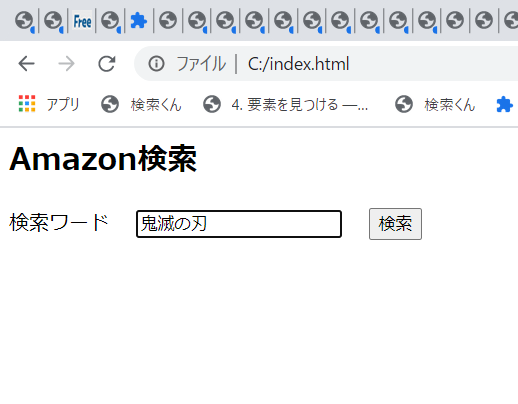 Free
ファイル | C:/index.html
アプリ 検索くん 4. 要素を見つける —... 検索くん
Amazon検索
検索ワード 鬼滅の刃 検索